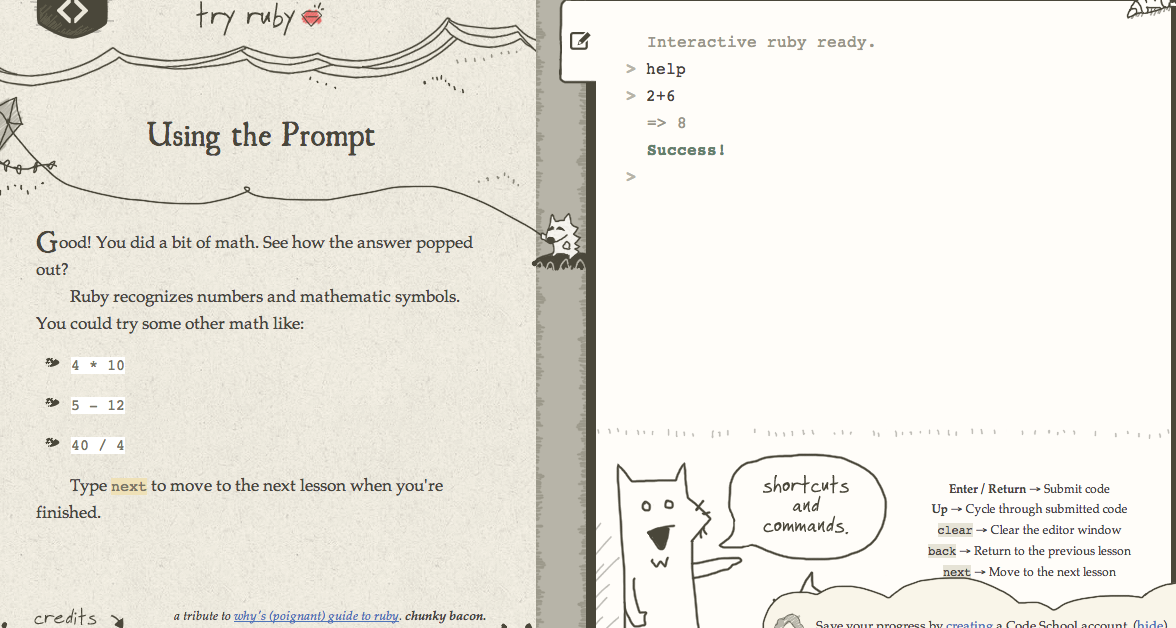 try ruby
Using the Prompt
Good! You did a bit of math. See how the answer popped
out?
Ruby recognizes numbers and mathematic symbols.
You could try some other math like:
4 * 10
5 - 12
40 / 4
Type next to move to the next lesson when you're
finished.
credits
a tribute to why's (poignant) guide to ruby. chunky bacon.
Interactive ruby ready.
> help
> 2+6
=> 8
Success!
>
shortcuts
and
commands.
Enter / Return → Submit code
Up → Cycle through submitted code
clear → Clear the editor window
back → Return to the previous lesson
next → Move to the next lesson
Save your progress by creating a Code School account. (hide)